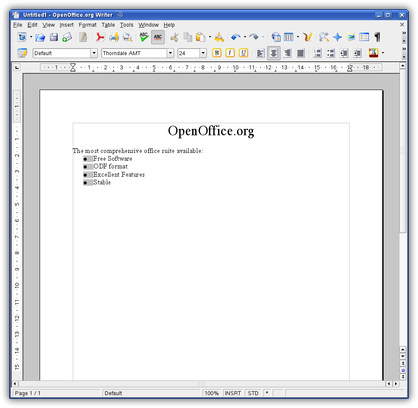 Untitled1 - OpenOffice.org Writer
File Edit View Insert Format Table Tools Window Help
Default Thorndale AMT 24
OpenOffice.org
The most comprehensive office suite available:
Free Software
ODF format
Excellent Features
Stable
Page 1 / 1 Default 100% INSRT STD *